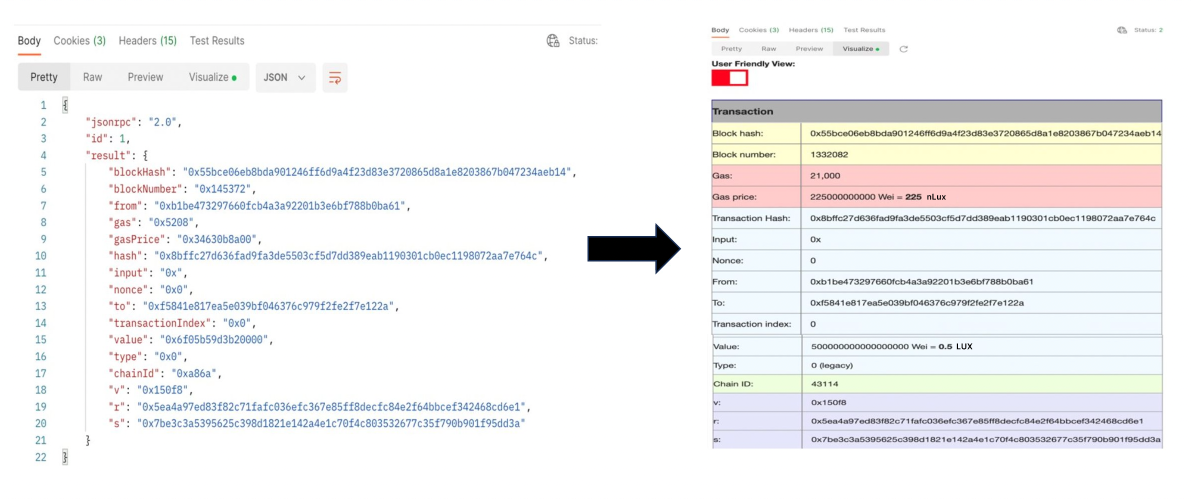 Body Cookies (3) Headers (15) Test Results Status:
Pretty Raw Preview Visualize JSON
1 {
2 "jsonrpc": "2.0",
3 "id": 1,
4 "result": {
5 "blockHash": "0x55bce06eb8bda901246ff6d9a4f23d83e3720865d8a1e8203867b047234aeb14",
6 "blockNumber": "0x145372",
7 "from": "0xb1be473297660fcb4a3a92201b3e6bf788b0ba61",
8 "gas": "0x5208",
9 "gasPrice": "0x34630b8a00",
10 "hash": "0x8bffc27d636fad9fa3de5503cf5d7dd389eab1190301cb0ec1198072aa7e764c",
11 "input": "0x",
12 "nonce": "0x0",
13 "to": "0xf5841e817ea5e039bf046376c979f2fe2f7e122a",
14 "transactionIndex": "0x0",
15 "value": "0x6f05b59d3b20000",
16 "type": "0x0",
17 "chainId": "0xa86a",
18 "v": "0x150f8",
19 "r": "0x5ea4a97ed83f82c71fafc036efc367e85ff8decfc84e2f64bbcef342468cd6e1",
20 "s": "0x7be3c3a5395625c398d1821e142a4e1c70f4c803532677c35f790b901f95dd3a"
21 }
22 }
Body Cookies (3) Headers (15) Test Results Status: 2
Pretty Raw Preview Visualize
User Friendly View:
Transaction
Block hash: 0x55bce06eb8bda901246ff6d9a4f23d83e3720865d8a1e8203867b047234aeb14
Block number: 1332082
Gas: 21,000
Gas price: 225000000000 Wei = 225 nLux
Transaction Hash: 0x8bffc27d636fad9fa3de5503cf5d7dd389eab1190301cb0ec1198072aa7e764c
Input: 0x
Nonce: 0
From: 0xb1be473297660fcb4a3a92201b3e6bf788b0ba61
To: 0xf5841e817ea5e039bf046376c979f2fe2f7e122a
Transaction index: 0
Value: 500000000000000000 Wei = 0.5 LUX
Type: 0 (legacy)
Chain ID: 43114
v: 0x150f8
r: 0x5ea4a97ed83f82c71fafc036efc367e85ff8decfc84e2f64bbcef342468cd6e1
s: 0x7be3c3a5395625c398d1821e142a4e1c70f4c803532677c35f790b901f95dd3a